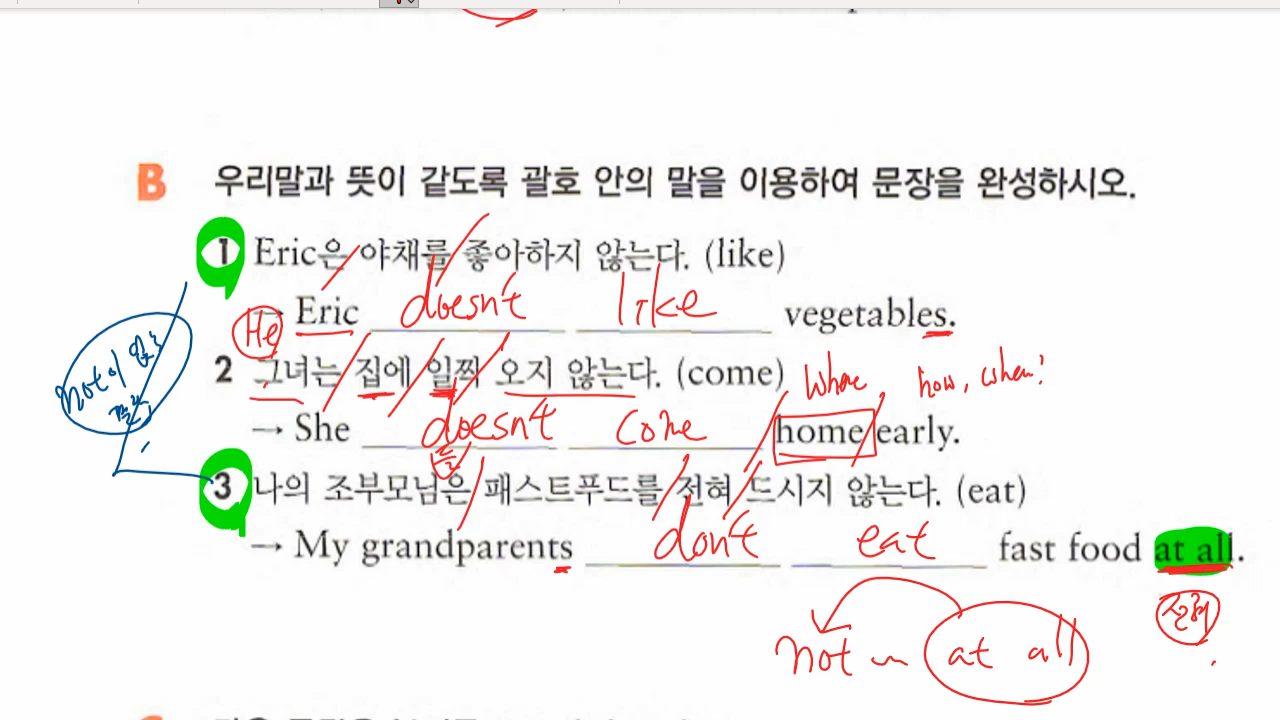 B 우리말과 뜻이 같도록 괄호 안의 말을 이용하여 문장을 완성하시오.
1 Eric은 야채를 좋아하지 않는다. (like)
He → Eric doesn't like vegetables.
2 그녀는 집에 일찍 오지 않는다. (come) where how, when?
→ She doesn't come home early.
not이
3 나의 조부모님은 패스트푸드를 전혀 드시지 않는다. (eat)
→ My grandparents don't eat fast food at all.
전혀
not ~ at all